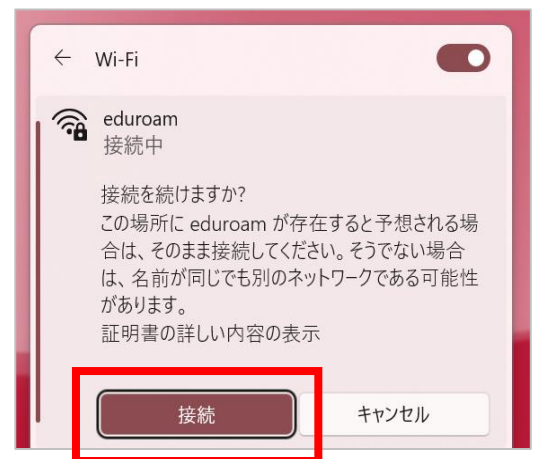 Wi-Fi
eduroam
接続中
接続を続けますか?
この場所に eduroam が存在すると予想される場
合は、そのまま接続してください。そうでない場合
は、名前が同じでも別のネットワークである可能性
があります。
証明書の詳しい内容の表示
接続 キャンセル